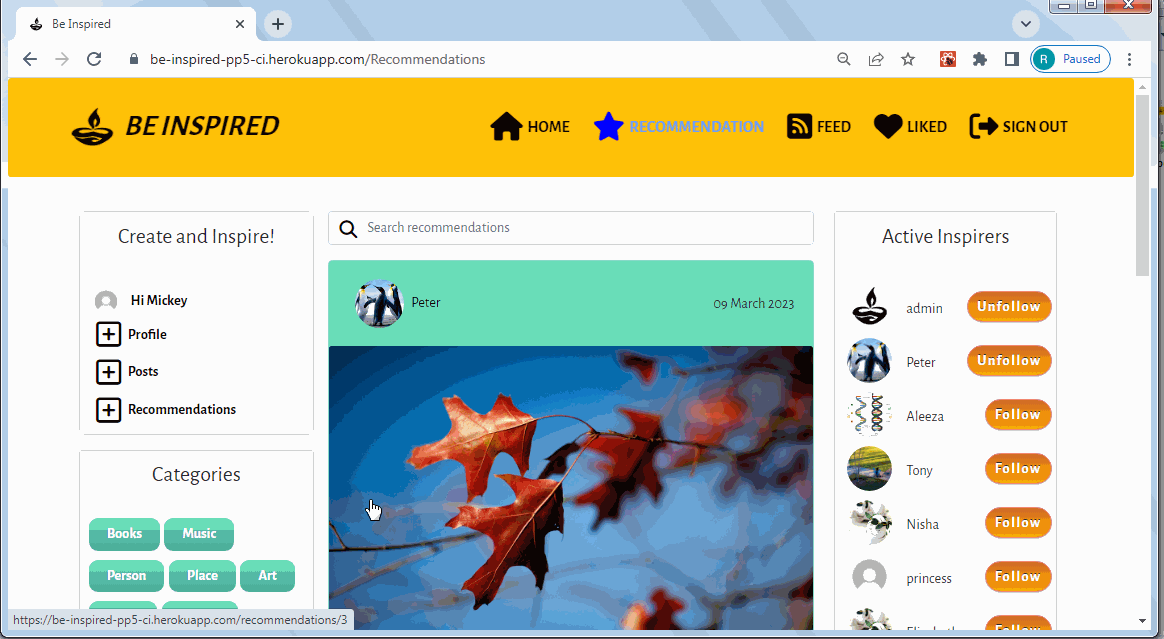 Be Inspired
be-inspired-pp5-ci.herokuapp.com/Recommendations
R Paused
BE INSPIRED
HOME
RECOMMENDATION
FEED
LIKED
SIGN OUT
Create and Inspire!
Hi Mickey
Profile
Posts
Recommendations
Categories
Books
Music
Person
Place
Art
Search recommendations
Peter
09 March 2023
Active Inspirers
admin
Unfollow
Peter
Unfollow
Aleeza
Follow
Tony
Follow
Nisha
Follow
princess
Follow
Follow
https://be-inspired-pp5-ci.herokuapp.com/recommendations/3